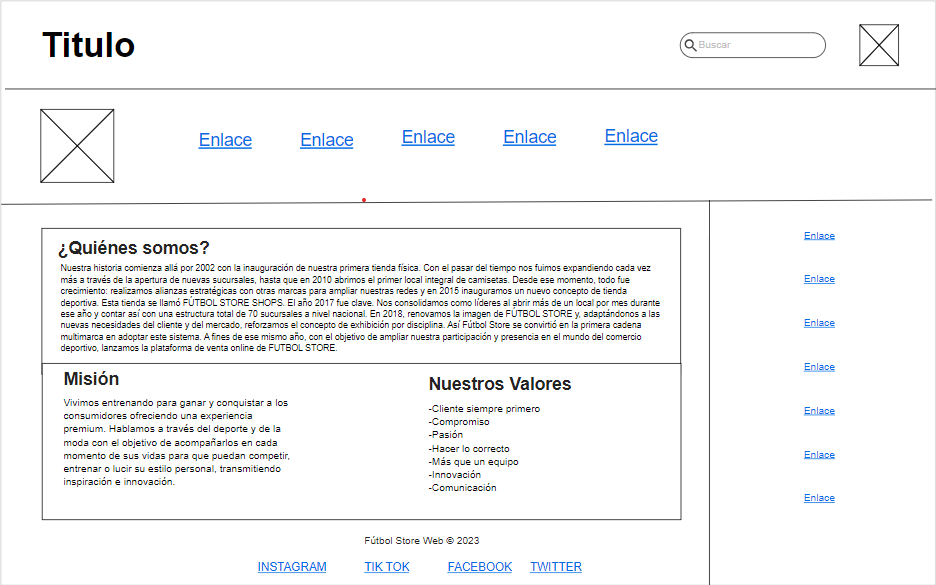 Titulo
Buscar
Enlace Enlace Enlace Enlace Enlace
¿Quiénes somos?
Nuestra historia comienza allá por 2002 con la inauguración de nuestra primera tienda física. Con el pasar del tiempo nos fuimos expandiendo cada vez
más a través de la apertura de nuevas sucursales, hasta que en 2010 abrimos el primer local integral de camisetas. Desde ese momento, todo fue
crecimiento: realizamos alianzas estratégicas con otras marcas para ampliar nuestras redes y en 2015 inauguramos un nuevo concepto de tienda
deportiva. Esta tienda se llamó FÚTBOL STORE SHOPS. El año 2017 fue clave. Nos consolidamos como líderes al abrir más de un local por mes durante
ese año y contar así con una estructura total de 70 sucursales a nivel nacional. En 2018, renovamos la imagen de FÚTBOL STORE y, adaptándonos a las
nuevas necesidades del cliente y del mercado, reforzamos el concepto de exhibición por disciplina. Así Fútbol Store se convirtió en la primera cadena
multimarca en adoptar este sistema. A fines de ese mismo año, con el objetivo de ampliar nuestra participación y presencia en el mundo del comercio
deportivo, lanzamos la plataforma de venta online de FUTBOL STORE.
Misión
Vivimos entrenando para ganar y conquistar a los
consumidores ofreciendo una experiencia
premium. Hablamos a través del deporte y de la
moda con el objetivo de acompañarlos en cada
momento de sus vidas para que puedan competir,
entrenar o lucir su estilo personal, transmitiendo
inspiración e innovación.
Nuestros Valores
-Cliente siempre primero
-Compromiso
-Pasión
-Hacer lo correcto
-Más que un equipo
-Innovación
-Comunicación
Enlace
Enlace
Enlace
Enlace
Enlace
Enlace
Enlace
Fútbol Store Web © 2023
INSTAGRAM TIK TOK FACEBOOK TWITTER